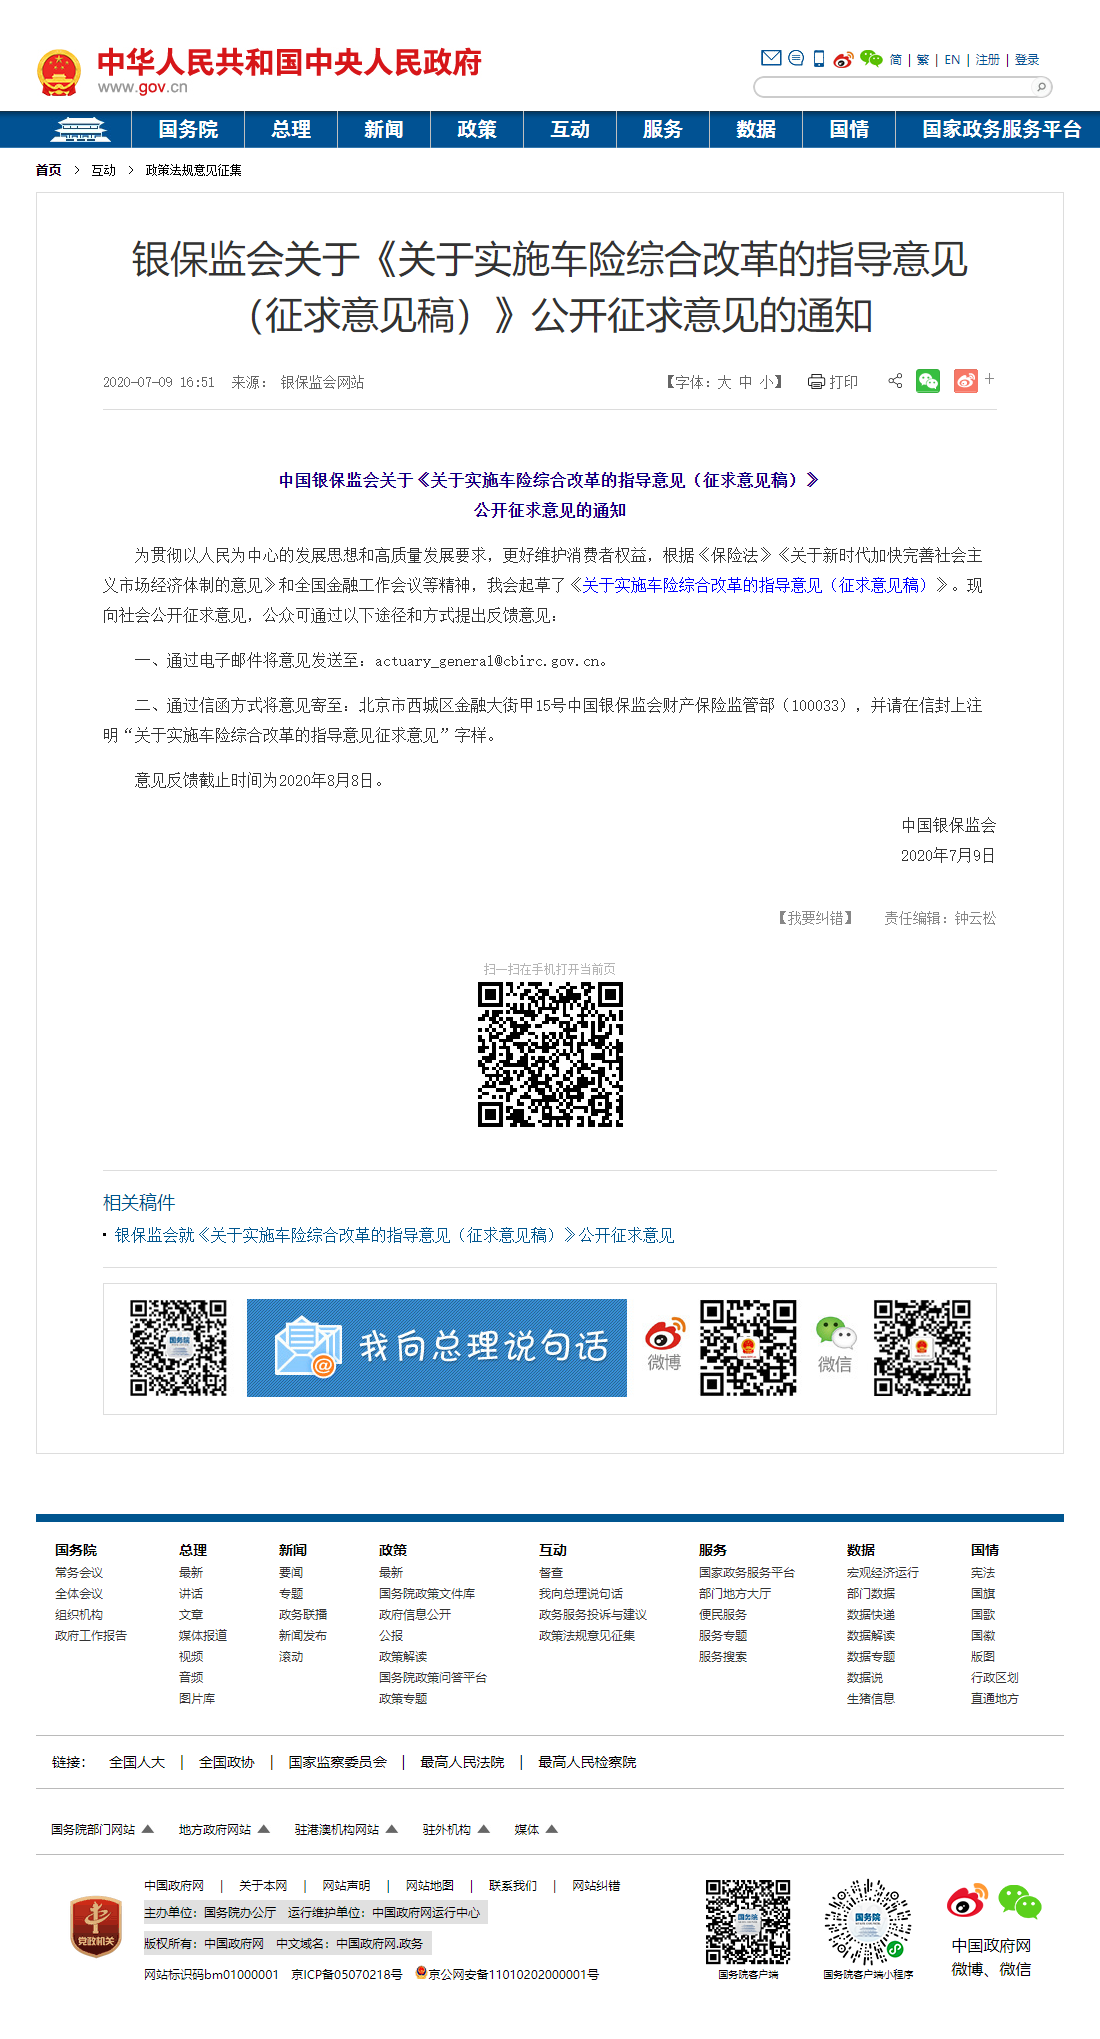 中华人民共和国中央人民政府
www.gov.cn
简 | 繁 | EN | 注册 | 登录
国务院 总理 新闻 政策 互动 服务 数据 国情 国家政务服务平台
首页 > 互动 > 政策法规意见征集
银保监会关于《关于实施车险综合改革的指导意见
（征求意见稿）》公开征求意见的通知
2020-07-09 16:51 来源： 银保监会网站 【字体：大 中 小】 打印 +
中国银保监会关于《关于实施车险综合改革的指导意见（征求意见稿）》
公开征求意见的通知
为贯彻以人民为中心的发展思想和高质量发展要求，更好维护消费者权益，根据《保险法》《关于新时代加快完善社会主
义市场经济体制的意见》和全国金融工作会议等精神，我会起草了《关于实施车险综合改革的指导意见（征求意见稿）》。现
向社会公开征求意见，公众可通过以下途径和方式提出反馈意见：
一、通过电子邮件将意见发送至：actuary_general@cbirc.gov.cn。
二、通过信函方式将意见寄至：北京市西城区金融大街甲15号中国银保监会财产保险监管部（100033），并请在信封上注
明“关于实施车险综合改革的指导意见征求意见”字样。
意见反馈截止时间为2020年8月8日。
中国银保监会
2020年7月9日
【我要纠错】 责任编辑：钟云松
扫一扫在手机打开当前页
相关稿件
· 银保监会就《关于实施车险综合改革的指导意见（征求意见稿）》公开征求意见
国务院 我向总理说句话 微博 微信
国务院 总理 新闻 政策 互动 服务 数据 国情
常务会议 最新 要闻 最新 督查 国家政务服务平台 宏观经济运行 宪法
全体会议 讲话 专题 国务院政策文件库 我向总理说句话 部门地方大厅 部门数据 国旗
组织机构 文章 政务联播 政府信息公开 政务服务投诉与建议 便民服务 数据快递 国歌
政府工作报告 媒体报道 新闻发布 公报 政策法规意见征集 服务专题 数据解读 国徽
视频 滚动 政策解读 服务搜索 数据专题 版图
音频 国务院政策问答平台 数据说 行政区划
图片库 政策专题 生猪信息 直通地方
链接： 全国人大 | 全国政协 | 国家监察委员会 | 最高人民法院 | 最高人民检察院
国务院部门网站 地方政府网站 驻港澳机构网站 驻外机构 媒体
中国政府网 | 关于本网 | 网站声明 | 网站地图 | 联系我们 | 网站纠错
主办单位：国务院办公厅 运行维护单位：中国政府网运行中心
版权所有：中国政府网 中文域名：中国政府网.政务
网站标识码bm01000001 京ICP备05070218号 京公网安备11010202000001号
党政机关
国务院
国务院客户端
国务院
国务院客户端小程序
中国政府网
微博、微信